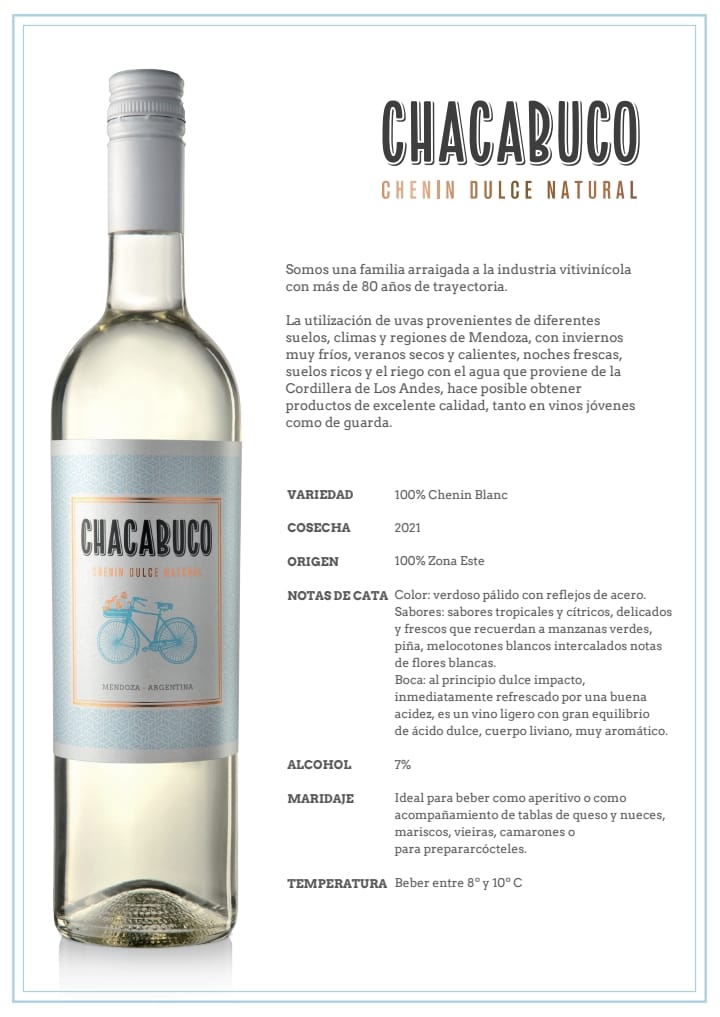 CHACABUCO
CHENIN DULCE NATURAL
Somos una familia arraigada a la industria vitivinícola
con más de 80 años de trayectoria.
La utilización de uvas provenientes de diferentes
suelos, climas y regiones de Mendoza, con inviernos
muy fríos, veranos secos y calientes, noches frescas,
suelos ricos y el riego con el agua que proviene de la
Cordillera de Los Andes, hace posible obtener
productos de excelente calidad, tanto en vinos jóvenes
como de guarda.
VARIEDAD 100% Chenin Blanc
COSECHA 2021
ORIGEN 100% Zona Este
NOTAS DE CATA Color: verdoso pálido con reflejos de acero.
Sabores: sabores tropicales y cítricos, delicados
y frescos que recuerdan a manzanas verdes,
piña, melocotones blancos intercalados notas
de flores blancas.
Boca: al principio dulce impacto,
inmediatamente refrescado por una buena
acidez, es un vino ligero con gran equilibrio
de ácido dulce, cuerpo liviano, muy aromático.
ALCOHOL 7%
MARIDAJE Ideal para beber como aperitivo o como
acompañamiento de tablas de queso y nueces,
mariscos, vieiras, camarones o
para prepararcócteles.
TEMPERATURA Beber entre 8º y 10º C
CHACABUCO
CHENIN DULCE NATURAL
MENDOZA - ARGENTINA